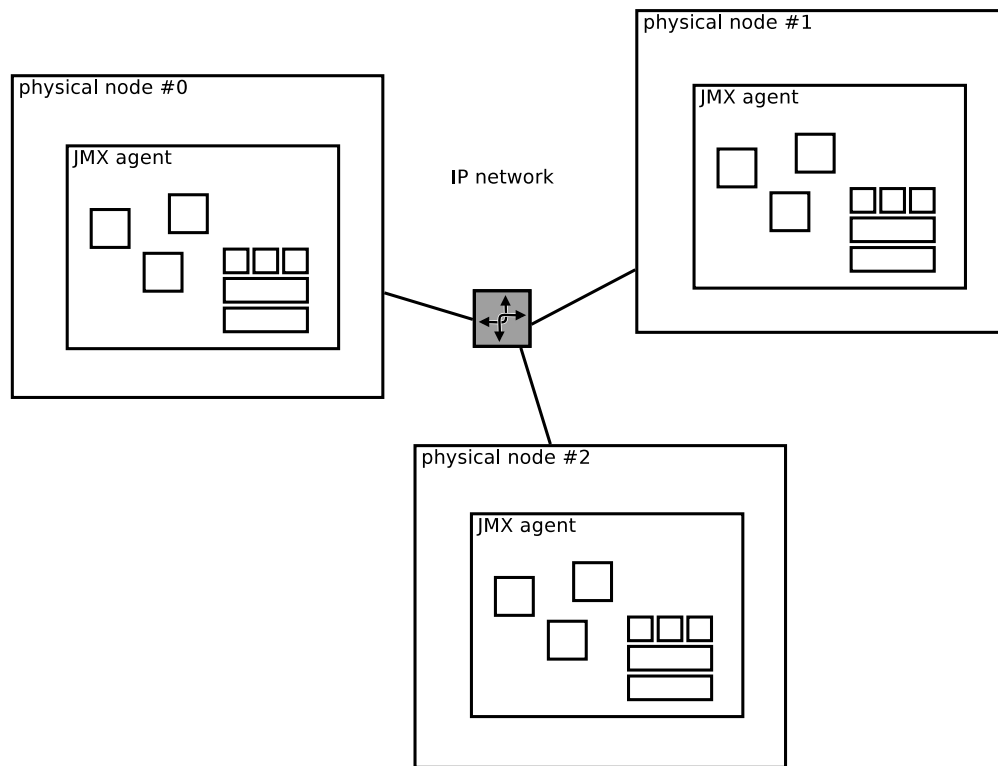 physical node #0
JMX agent
IP network
physical node #1
JMX agent
physical node #2
JMX agent